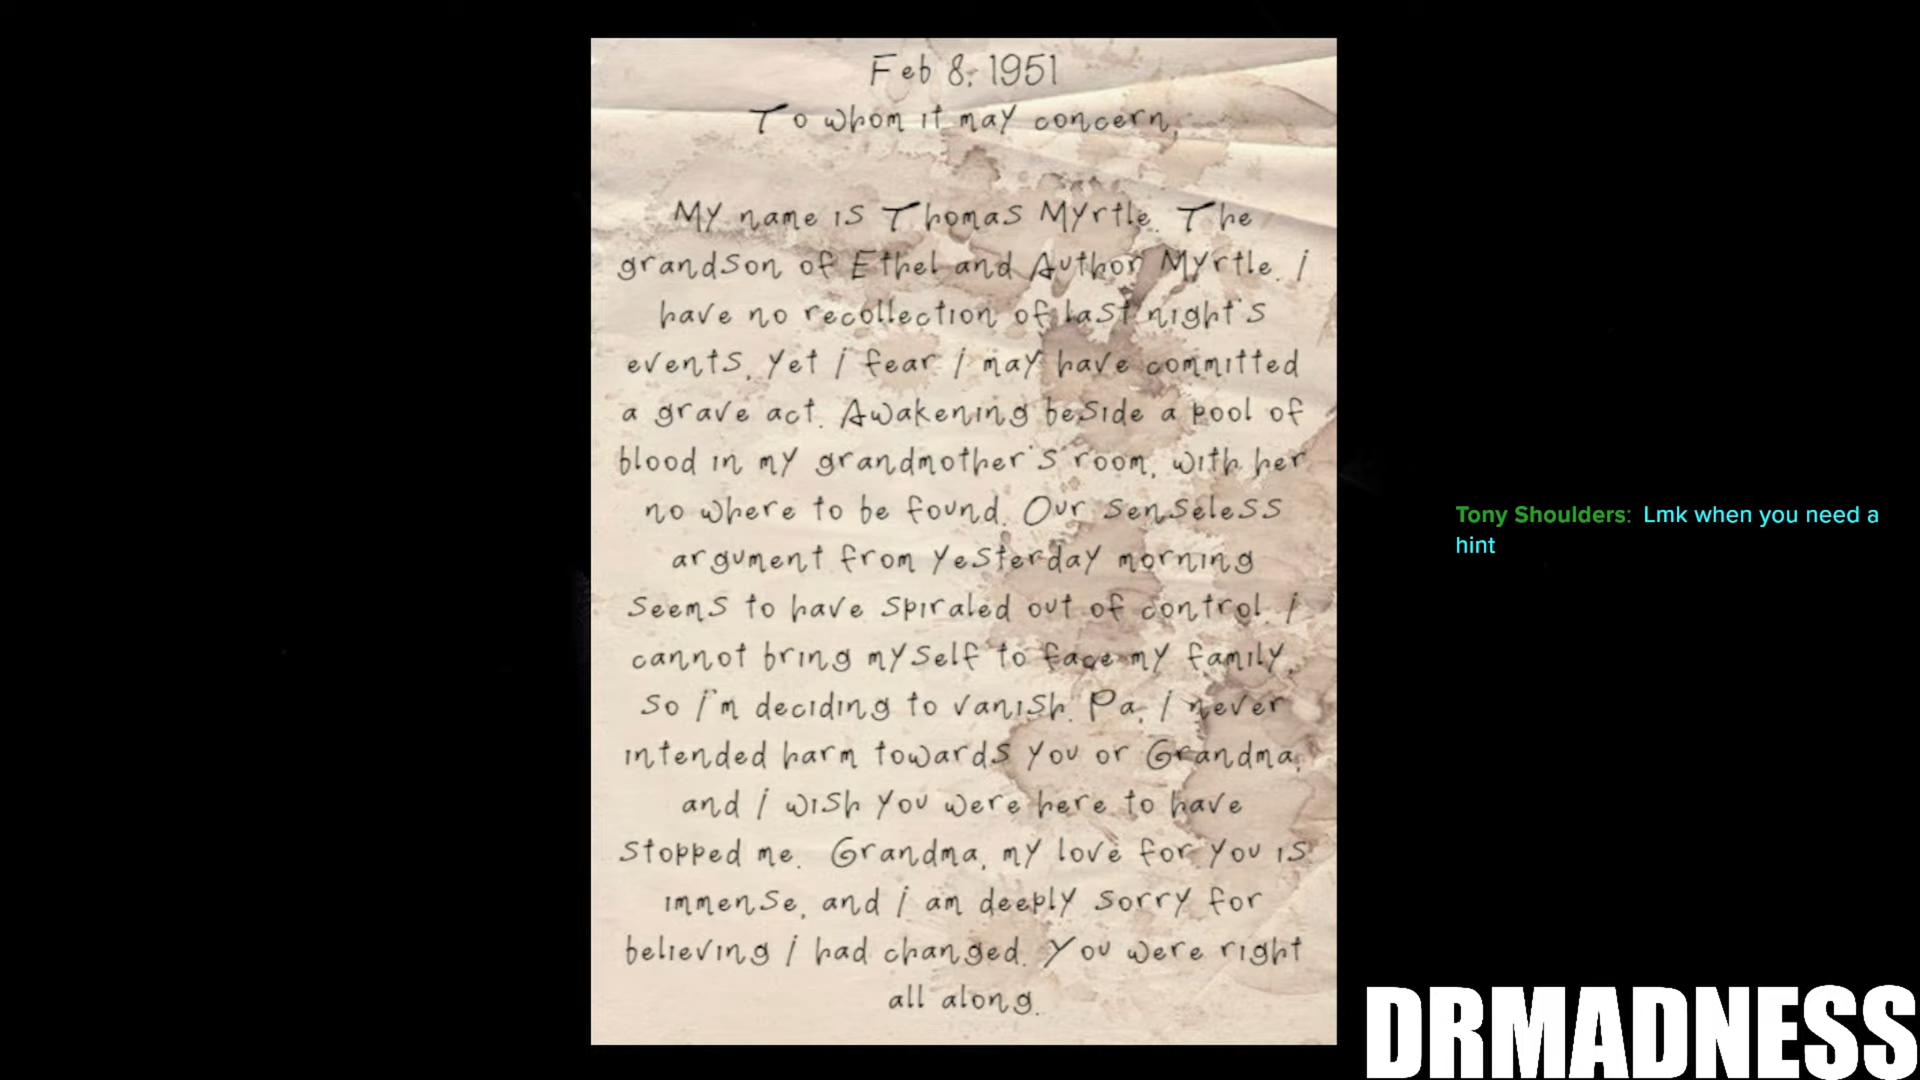 Feb 8, 1951
To whom it may concern,
My name is Thomas Myrtle. The
grandson of Ethel and Author Myrtle. I
have no recollection of last night's
events, yet I fear I may have committed
a grave act. Awakening beside a pool of
blood in my grandmother's room, with her
no where to be found. Our senseless
argument from yesterday morning
seems to have spiraled out of control. I
cannot bring myself to face my family,
so I'm deciding to vanish. Pa, I never
intended harm towards you or Grandma,
and I wish you were here to have
stopped me. Grandma, my love for you is
immense, and I am deeply sorry for
believing I had changed. You were right
all along.
Tony Shoulders: Lmk when you need a
hint
DRMADNESS